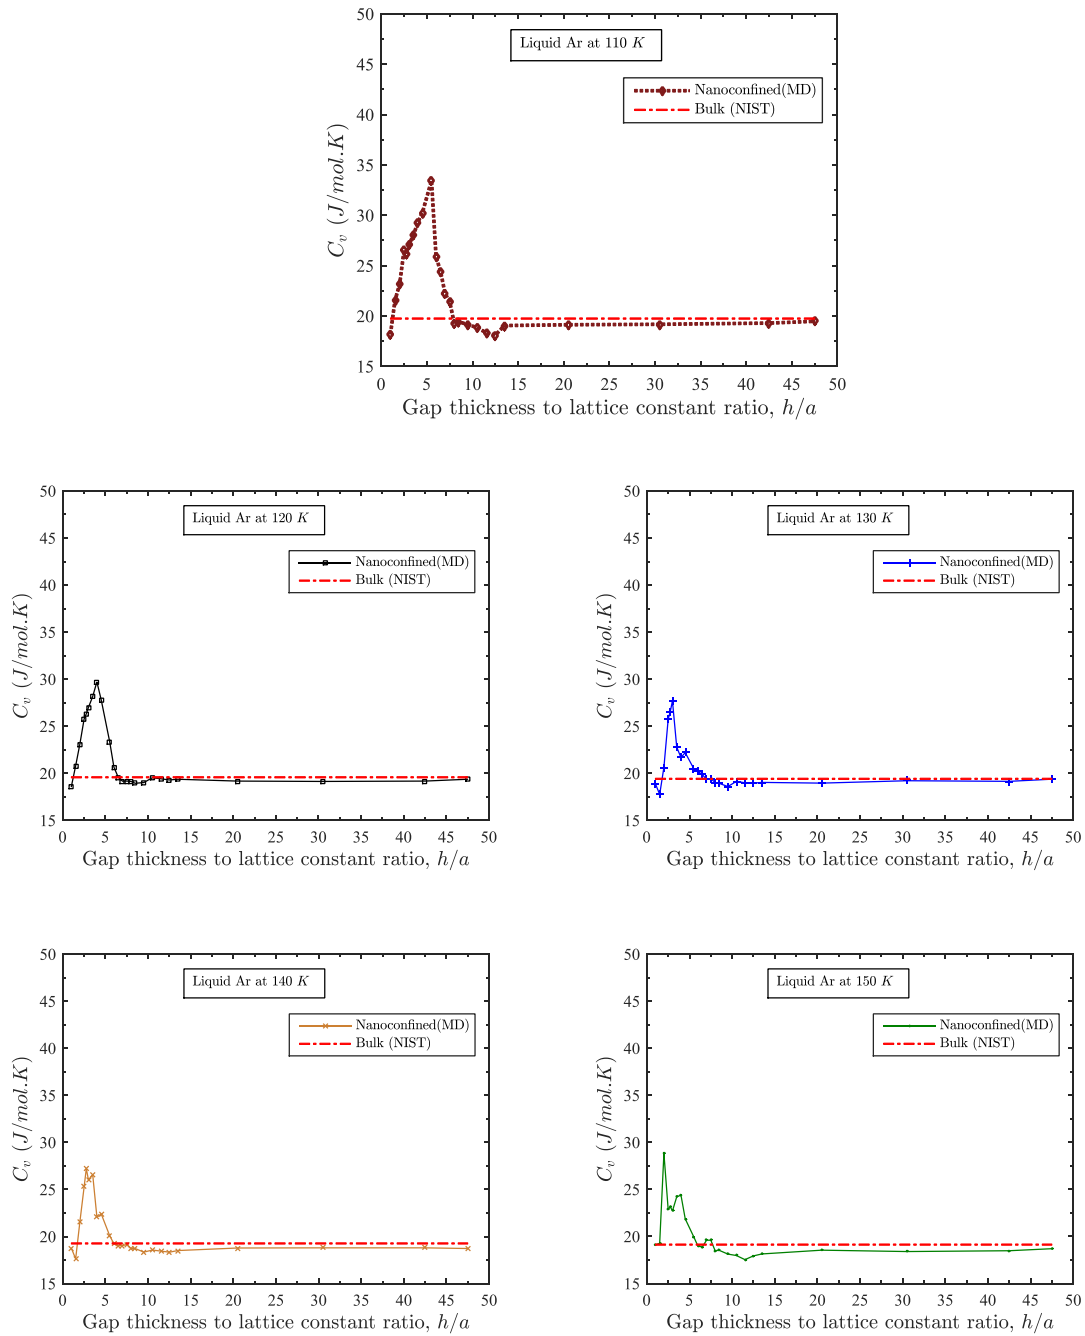 Liquid Ar at 110 K
Nanoconfined(MD)
Bulk (NIST)
50
45
40
35
30
25
20
15
C_v (J/mol.K)
0 5 10 15 20 25 30 35 40 45 50
Gap thickness to lattice constant ratio, h/a
Liquid Ar at 120 K
Nanoconfined(MD)
Bulk (NIST)
50
45
40
35
30
25
20
15
C_v (J/mol.K)
0 5 10 15 20 25 30 35 40 45 50
Gap thickness to lattice constant ratio, h/a
Liquid Ar at 130 K
Nanoconfined(MD)
Bulk (NIST)
50
45
40
35
30
25
20
15
C_v (J/mol.K)
0 5 10 15 20 25 30 35 40 45 50
Gap thickness to lattice constant ratio, h/a
Liquid Ar at 140 K
Nanoconfined(MD)
Bulk (NIST)
50
45
40
35
30
25
20
15
C_v (J/mol.K)
0 5 10 15 20 25 30 35 40 45 50
Gap thickness to lattice constant ratio, h/a
Liquid Ar at 150 K
Nanoconfined(MD)
Bulk (NIST)
50
45
40
35
30
25
20
15
C_v (J/mol.K)
0 5 10 15 20 25 30 35 40 45 50
Gap thickness to lattice constant ratio, h/a